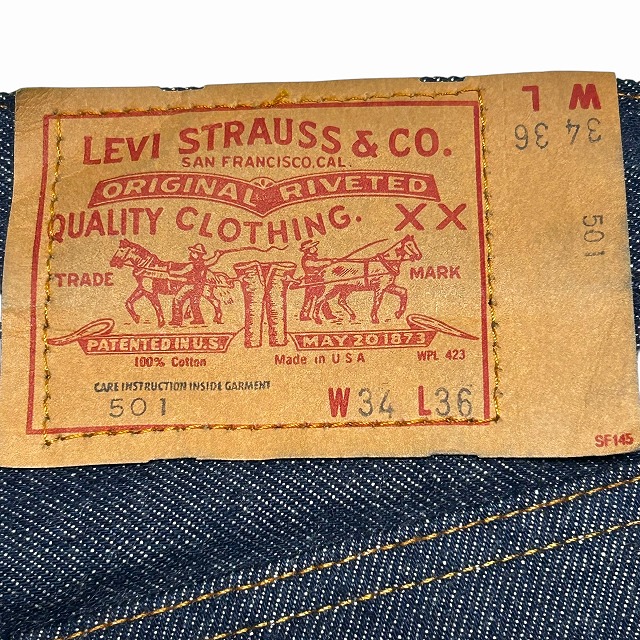 LEVI STRAUSS & CO.
SAN FRANCISCO, CAL.
ORIGINAL RIVETED
QUALITY CLOTHING. XX
TRADE MARK
PATENTED IN U.S. MAY 20 1873
100% Cotton Made in U S A WPL 423
CARE INSTRUCTION INSIDE GARMENT
501 W34 L36
W L
34 36
501
SF145